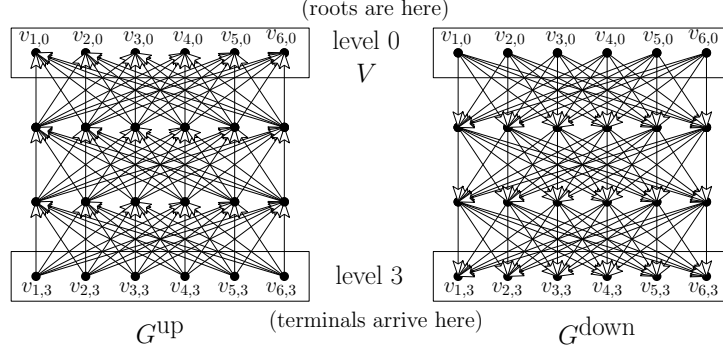 (roots are here)
v1,0 v2,0 v3,0 v4,0 v5,0 v6,0 level 0 v1,0 v2,0 v3,0 v4,0 v5,0 v6,0
V
v1,3 v2,3 v3,3 v4,3 v5,3 v6,3 level 3 v1,3 v2,3 v3,3 v4,3 v5,3 v6,3
Gup (terminals arrive here) Gdown